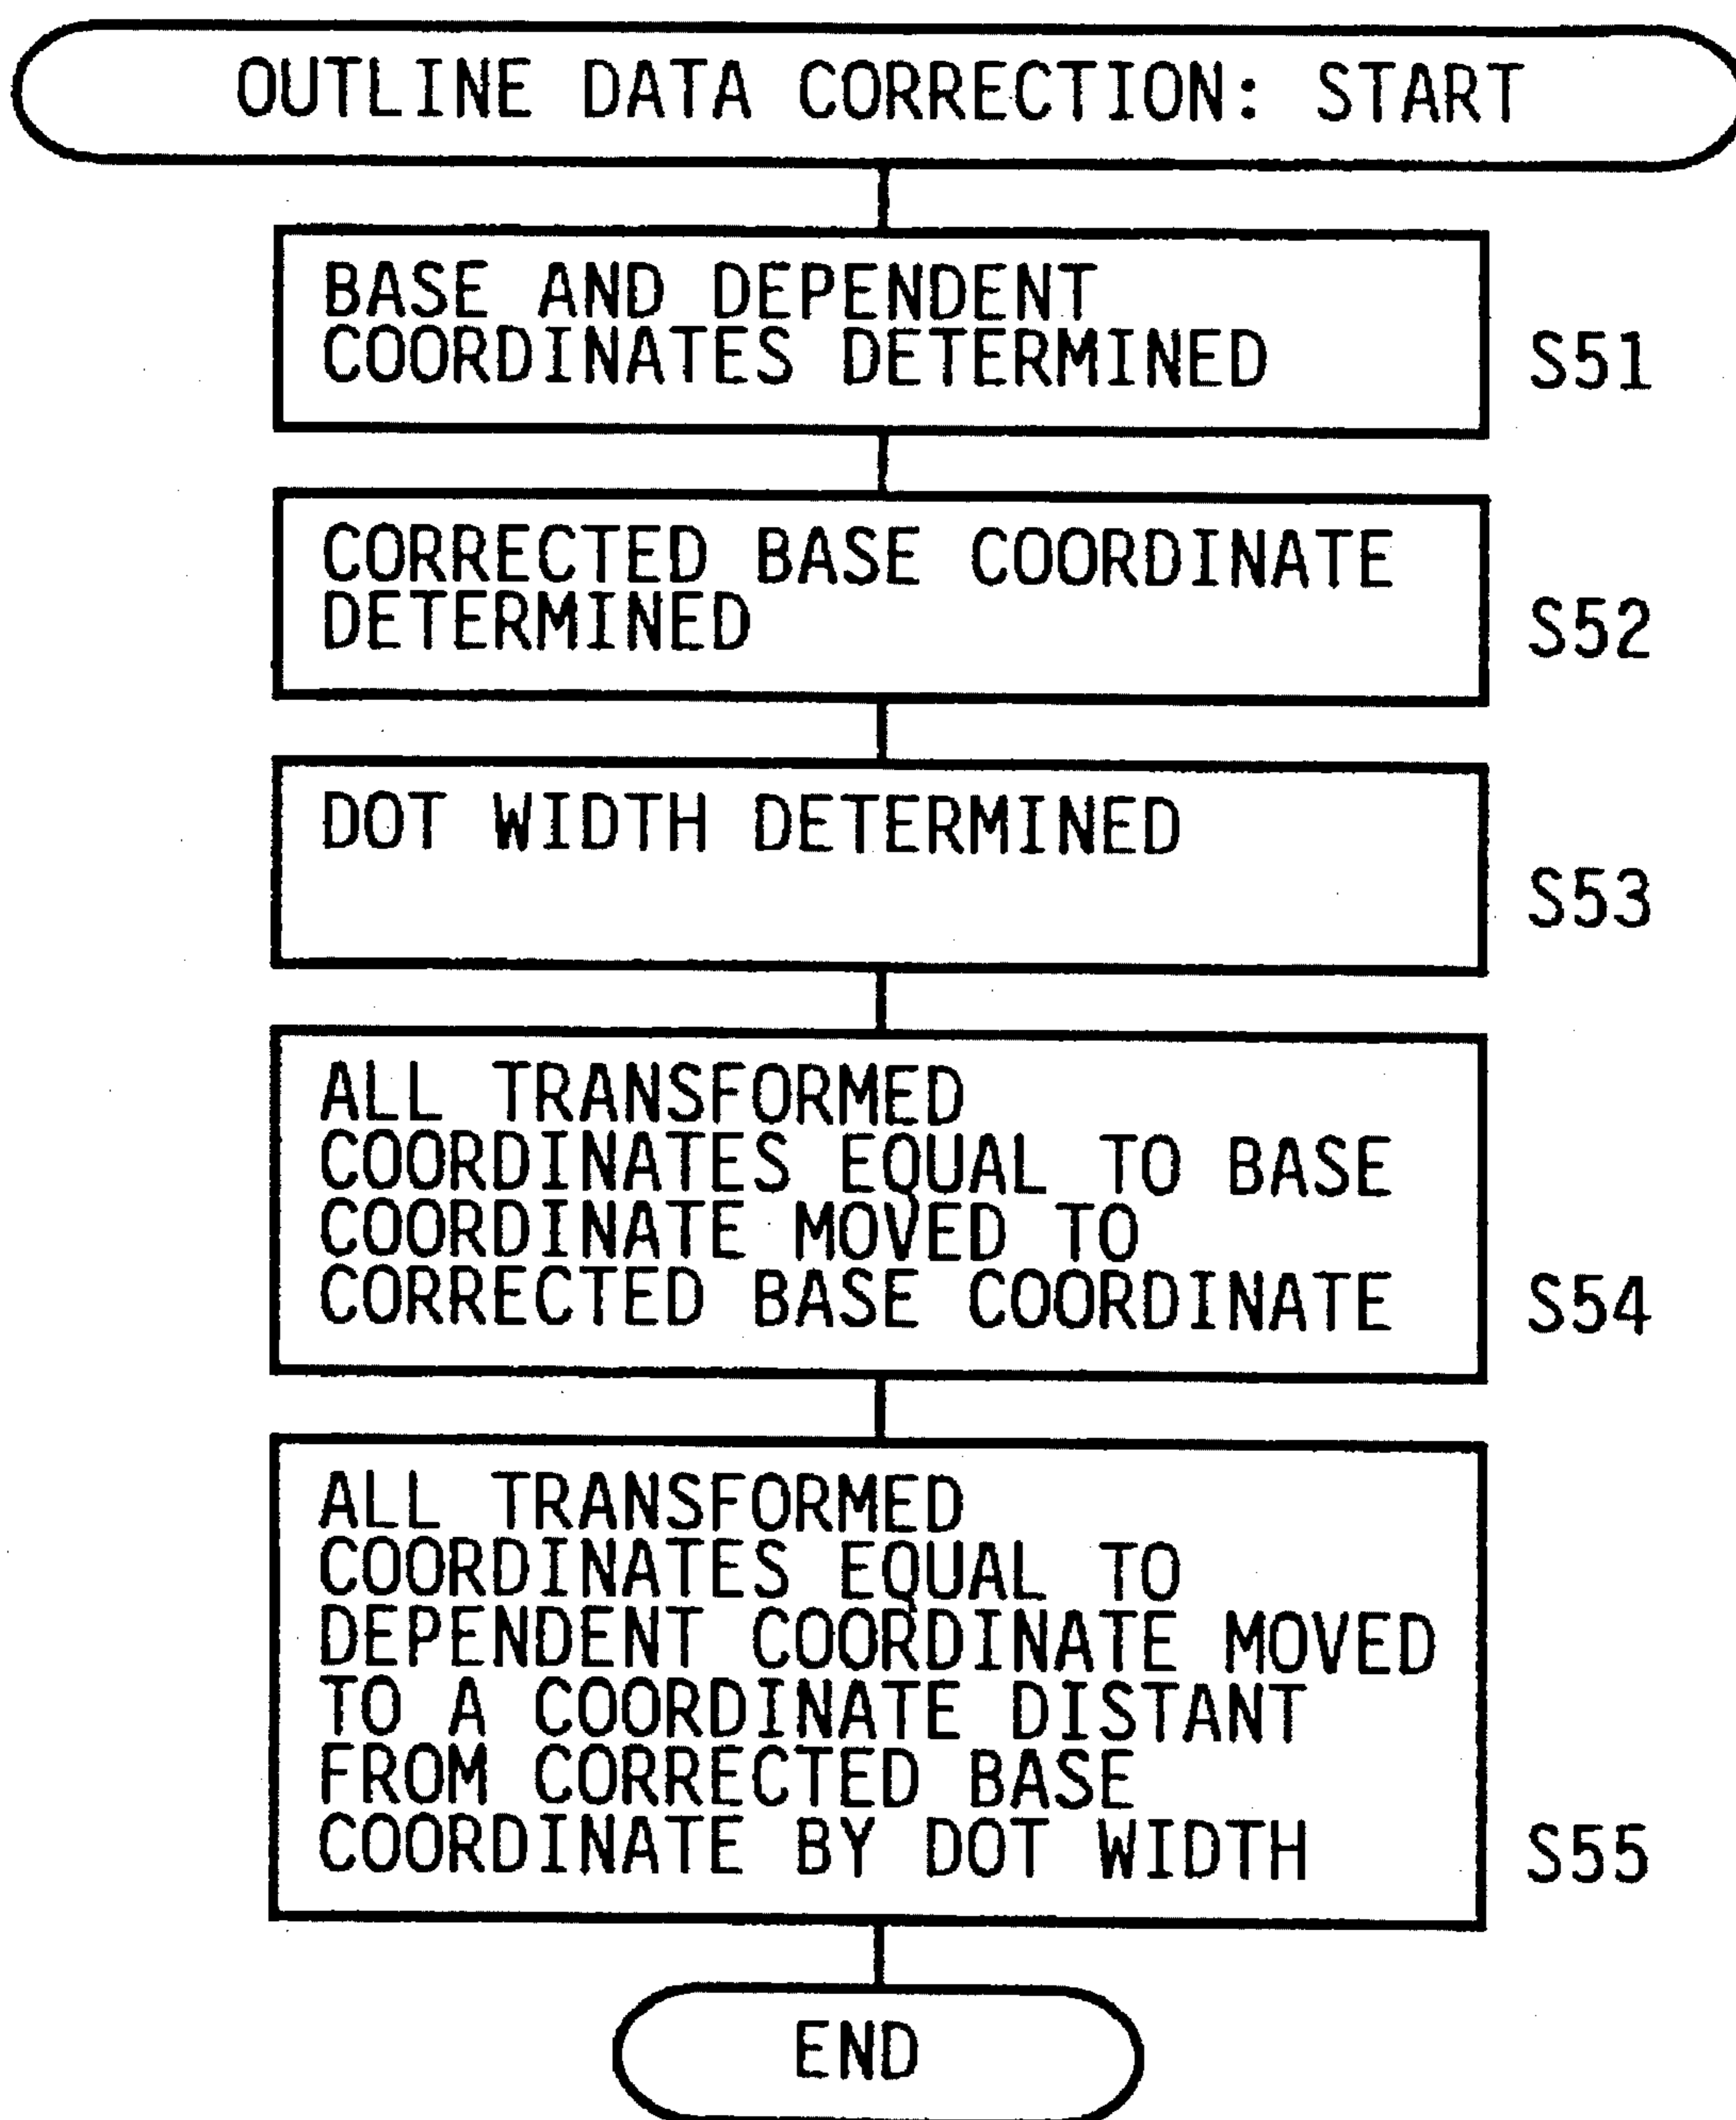 OUTLINE DATA CORRECTION: START
BASE AND DEPENDENT
COORDINATES DETERMINED
S51
CORRECTED BASE COORDINATE
DETERMINED
S52
DOT WIDTH DETERMINED
S53
ALL TRANSFORMED
COORDINATES EQUAL TO BASE
COORDINATE MOVED TO
CORRECTED BASE COORDINATE
S54
ALL TRANSFORMED
COORDINATES EQUAL TO
DEPENDENT COORDINATE MOVED
TO A COORDINATE DISTANT
FROM CORRECTED BASE
COORDINATE BY DOT WIDTH
S55
END